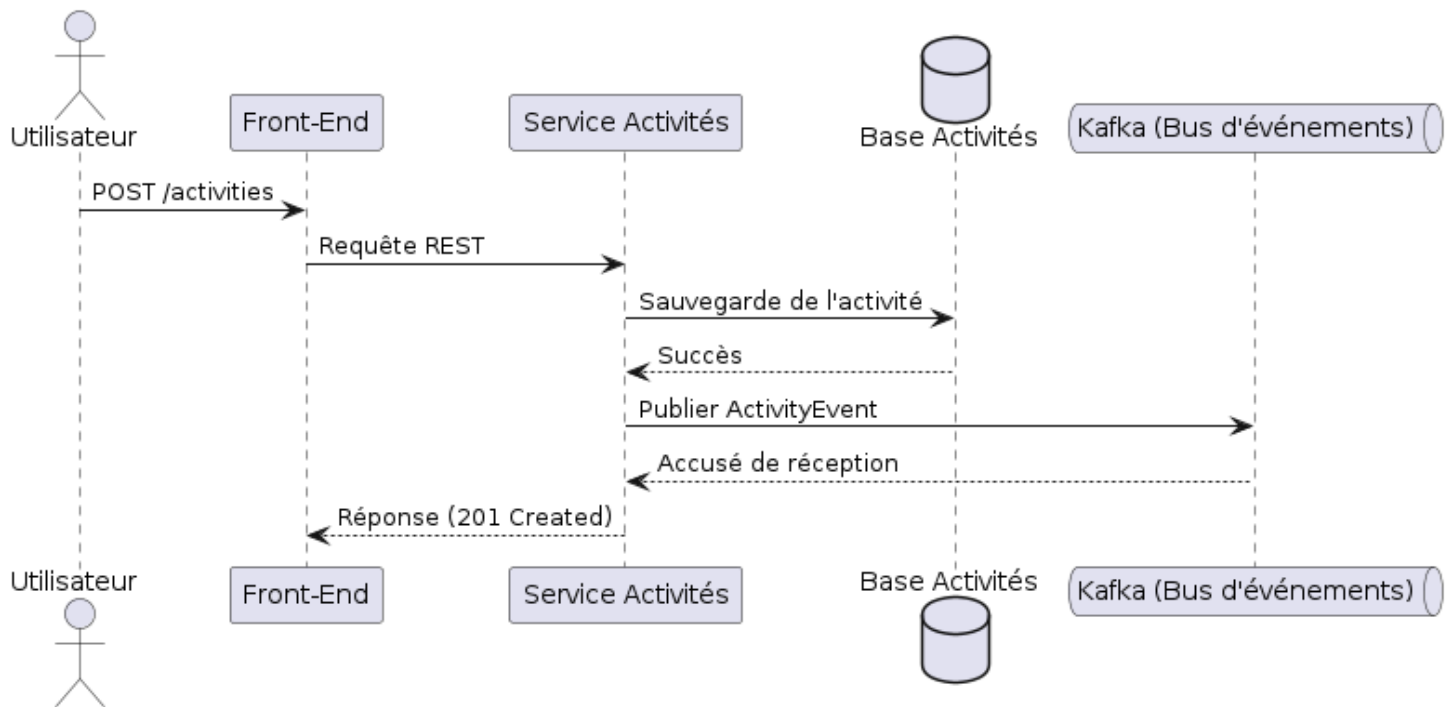 Utilisateur
Front-End
Service Activités
Base Activités
Kafka (Bus d'événements)
POST /activities
Requête REST
Sauvegarde de l'activité
Succès
Publier ActivityEvent
Accusé de réception
Réponse (201 Created)
Utilisateur
Front-End
Service Activités
Base Activités
Kafka (Bus d'événements)